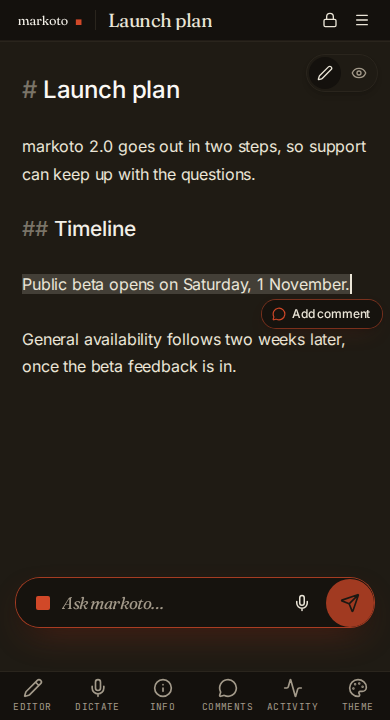 markoto Launch plan
# Launch plan
markoto 2.0 goes out in two steps, so support
can keep up with the questions.
## Timeline
Public beta opens on Saturday, 1 November.
Add comment
General availability follows two weeks later,
once the beta feedback is in.
Ask markoto...
EDITOR DICTATE INFO COMMENTS ACTIVITY THEME